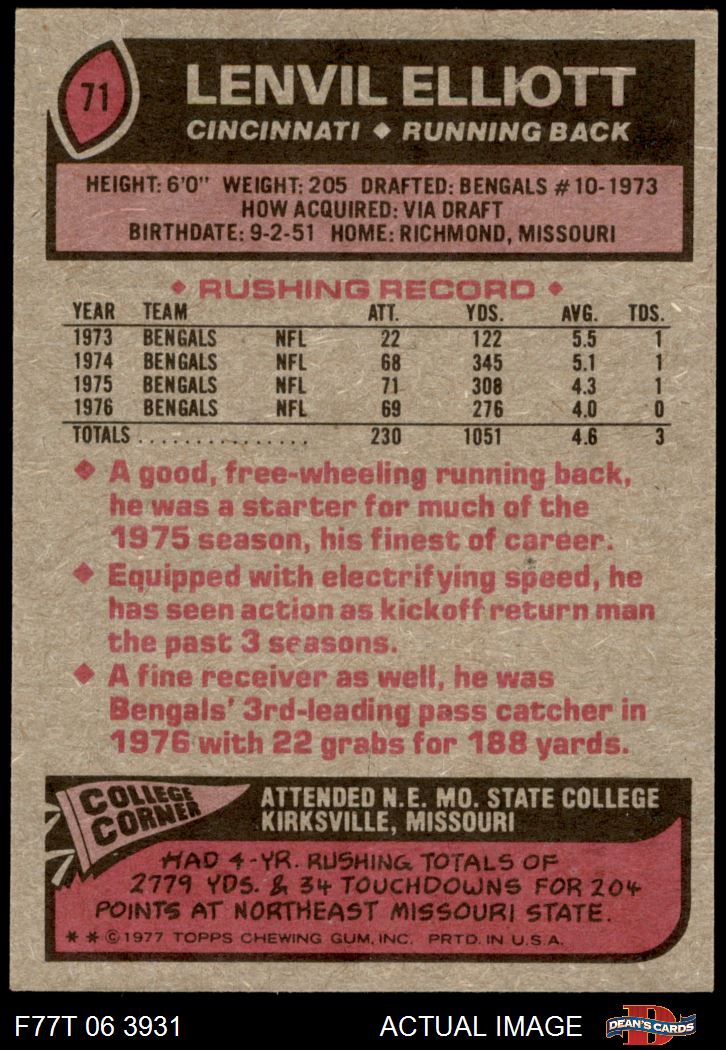 71
LENVIL ELLIOTT
CINCINNATI ◆ RUNNING BACK
HEIGHT: 6'0" WEIGHT: 205 DRAFTED: BENGALS #10-1973
HOW ACQUIRED: VIA DRAFT
BIRTHDATE: 9-2-51 HOME: RICHMOND, MISSOURI
◆ RUSHING RECORD ◆
YEAR TEAM ATT. YDS. AVG. TDS.
1973 BENGALS NFL 22 122 5.5 1
1974 BENGALS NFL 68 345 5.1 1
1975 BENGALS NFL 71 308 4.3 1
1976 BENGALS NFL 69 276 4.0 0
TOTALS ............... 230 1051 4.6 3
◆ A good, free-wheeling running back,
he was a starter for much of the
1975 season, his finest of career.
◆ Equipped with electrifying speed, he
has seen action as kickoff return man
the past 3 seasons.
◆ A fine receiver as well, he was
Bengals' 3rd-leading pass catcher in
1976 with 22 grabs for 188 yards.
COLLEGE
CORNER
ATTENDED N.E. MO. STATE COLLEGE
KIRKSVILLE, MISSOURI
HAD 4-YR. RUSHING TOTALS OF
2779 YDS. & 34 TOUCHDOWNS FOR 204
POINTS AT NORTHEAST MISSOURI STATE.
* * © 1977 TOPPS CHEWING GUM, INC. PRTD. IN U.S.A.
F77T 06 3931 ACTUAL IMAGE
D
DEAN'S CARDS